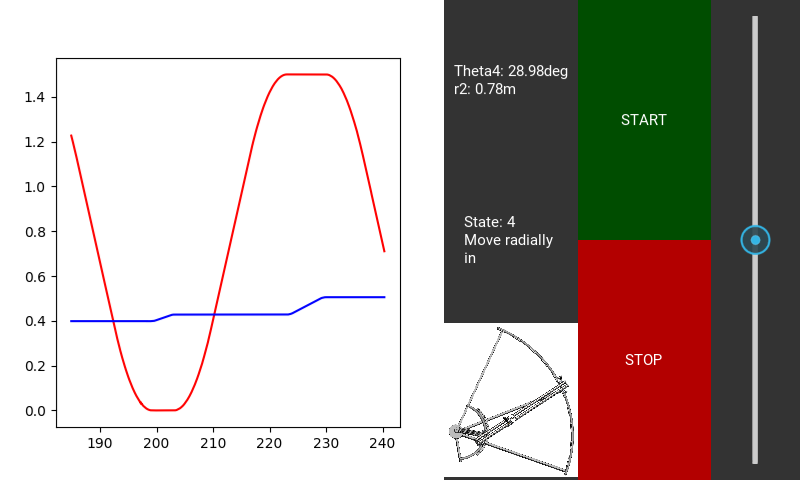 1.4
1.2
1.0
0.8
0.6
0.4
0.2
0.0
190 200 210 220 230 240
Theta4: 28.98deg
r2: 0.78m
State: 4
Move radially
in
START
STOP